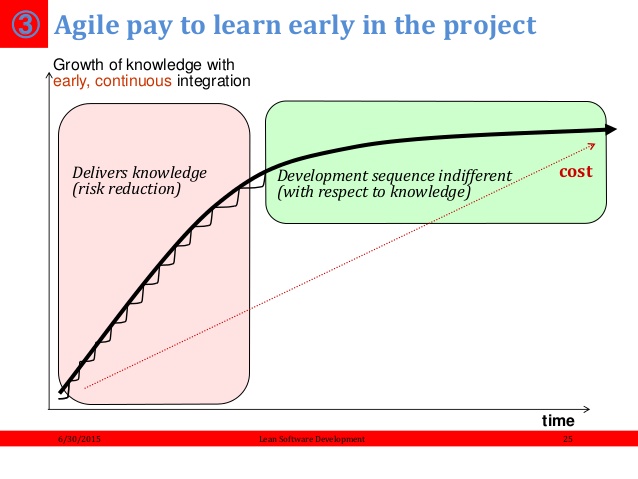 ③ Agile pay to learn early in the project
Growth of knowledge with
early, continuous integration
Delivers knowledge
(risk reduction)
Development sequence indifferent
(with respect to knowledge)
cost
time
6/30/2015 Lean Software Development 25